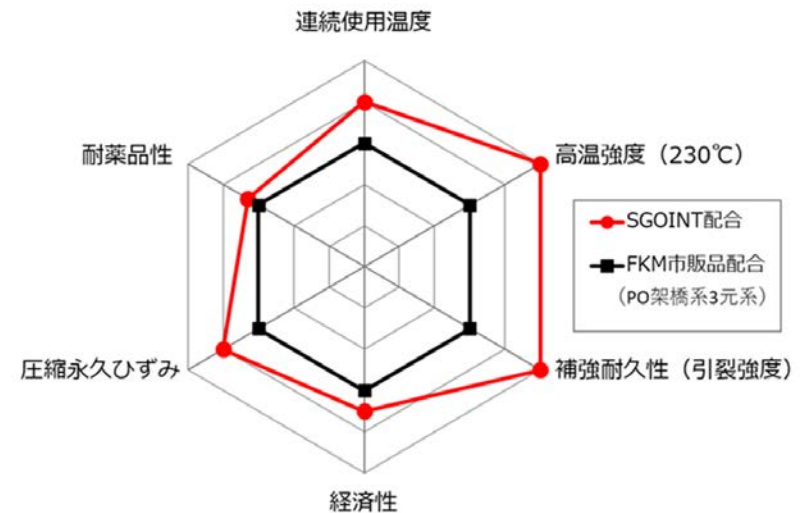 連続使用温度
耐薬品性
高温強度（230℃）
SGOINT配合
FKM市販品配合
（PO架橋系3元系）
圧縮永久ひずみ
補強耐久性（引裂強度）
経済性